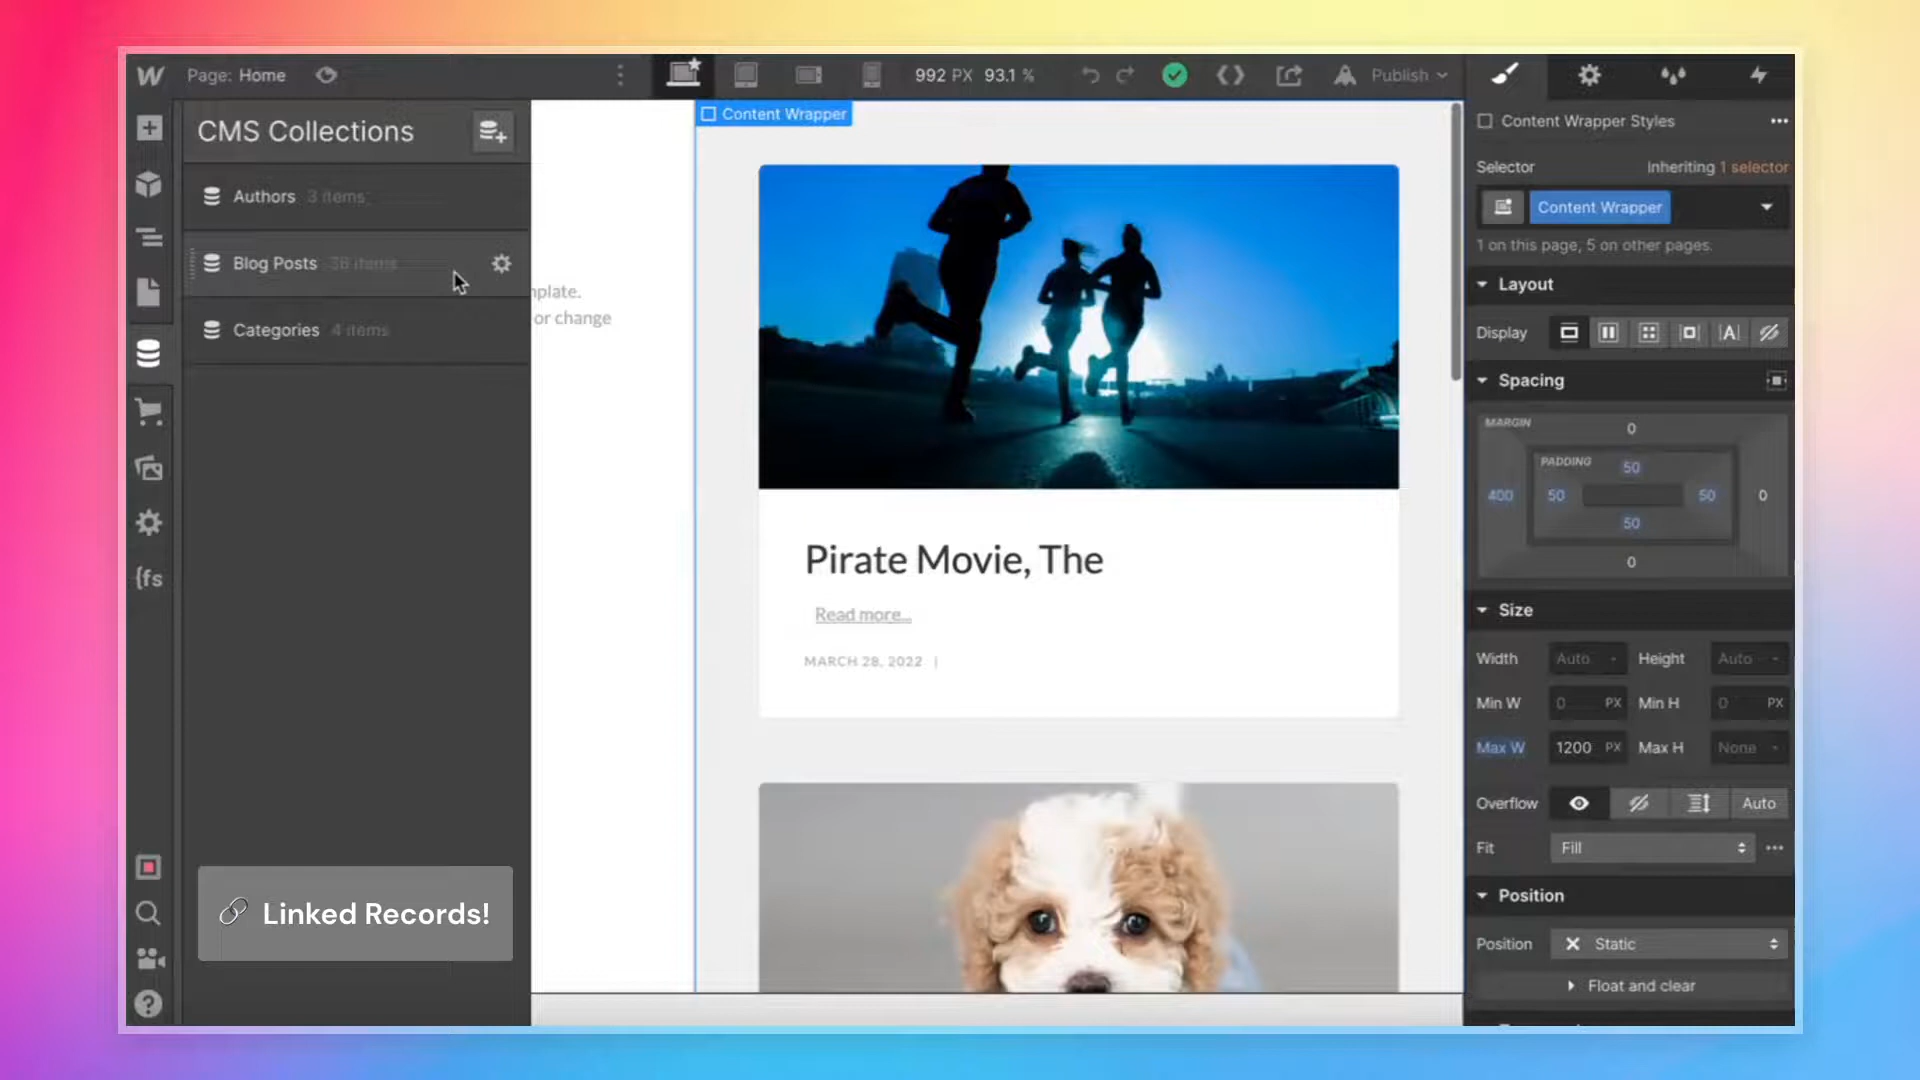 Page: Home
992 PX 93.1 %
Publish
CMS Collections
Authors 3 items
Blog Posts 36 items
Categories 4 items
nplate.
or change
Linked Records!
Content Wrapper
Pirate Movie, The
Read more...
MARCH 28, 2022 |
Content Wrapper Styles
Selector Inheriting 1 selector
Content Wrapper
1 on this page, 5 on other pages.
Layout
Display
Spacing
MARGIN
0
PADDING
50
400 50 50 0
50
0
Size
Width Auto - Height Auto -
Min W 0 PX Min H 0 PX
Max W 1200 PX Max H None -
Overflow Auto
Fit Fill
Position
Position Static
Float and clear
{fs